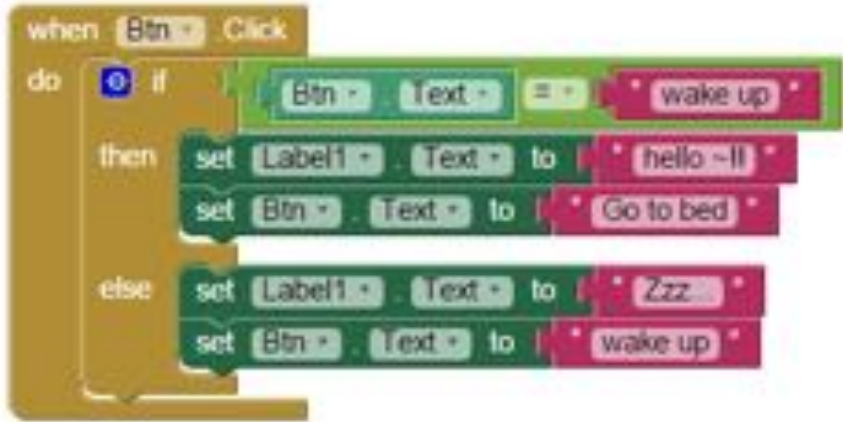 when Btn . Click
do if Btn . Text = " wake up "
then set Label1 . Text to " hello ~!! "
set Btn . Text to " Go to bed "
else set Label1 . Text to " Zzz... "
set Btn . Text to " wake up "